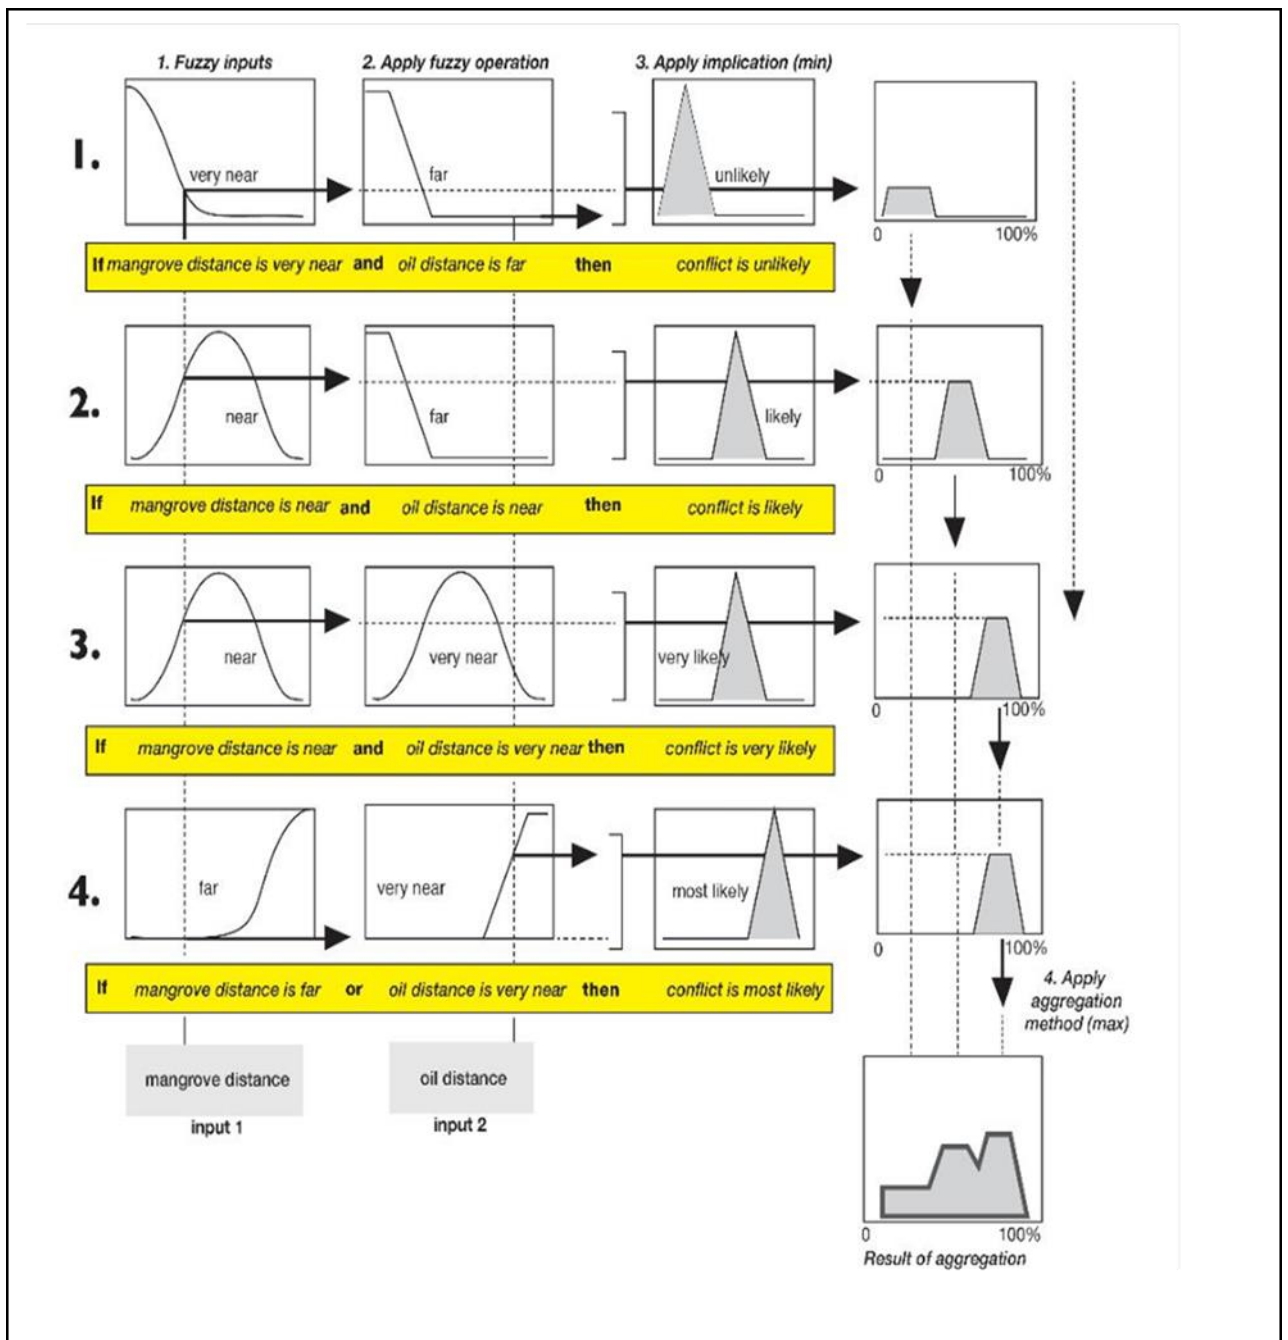 1. Fuzzy inputs
2. Apply fuzzy operation
3. Apply implication (min)
1.
very near
far
unlikely
0 100%
If mangrove distance is very near and oil distance is far then conflict is unlikely
2.
near
far
likely
0 100%
If mangrove distance is near and oil distance is near then conflict is likely
3.
near
very near
very likely
0 100%
If mangrove distance is near and oil distance is very near then conflict is very likely
4.
far
very near
most likely
0 100%
If mangrove distance is far or oil distance is very near then conflict is most likely
4. Apply
aggregation
method (max)
mangrove distance
input 1
oil distance
input 2
0 100%
Result of aggregation